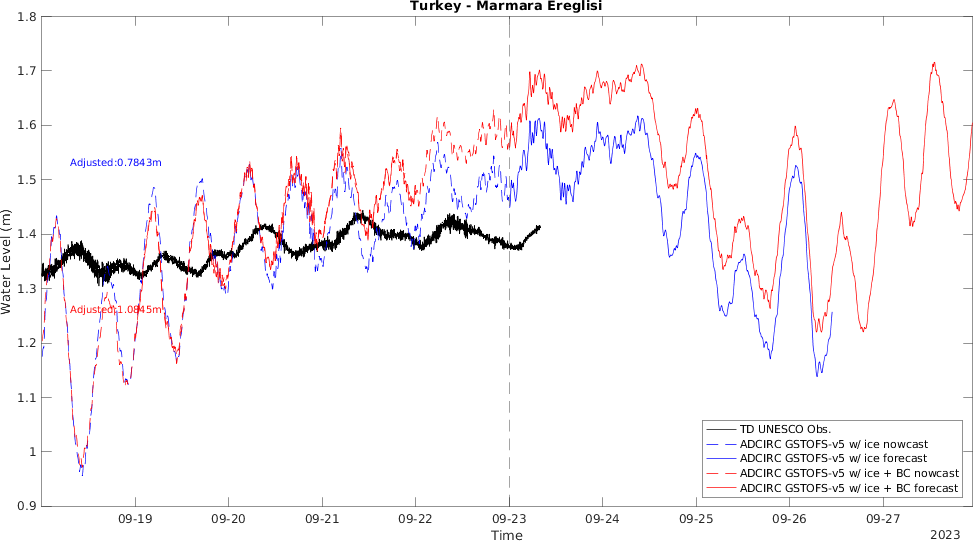 Turkey - Marmara Ereglisi
1.8
1.7
1.6
1.5
1.4
1.3
1.2
1.1
1
0.9
Water Level (m)
Adjusted:0.7843m
Adjusted:1.0845m
TD UNESCO Obs.
ADCIRC GSTOFS-v5 w/ ice nowcast
ADCIRC GSTOFS-v5 w/ ice forecast
ADCIRC GSTOFS-v5 w/ ice + BC nowcast
ADCIRC GSTOFS-v5 w/ ice + BC forecast
09-19 09-20 09-21 09-22 09-23 09-24 09-25 09-26 09-27
Time
2023